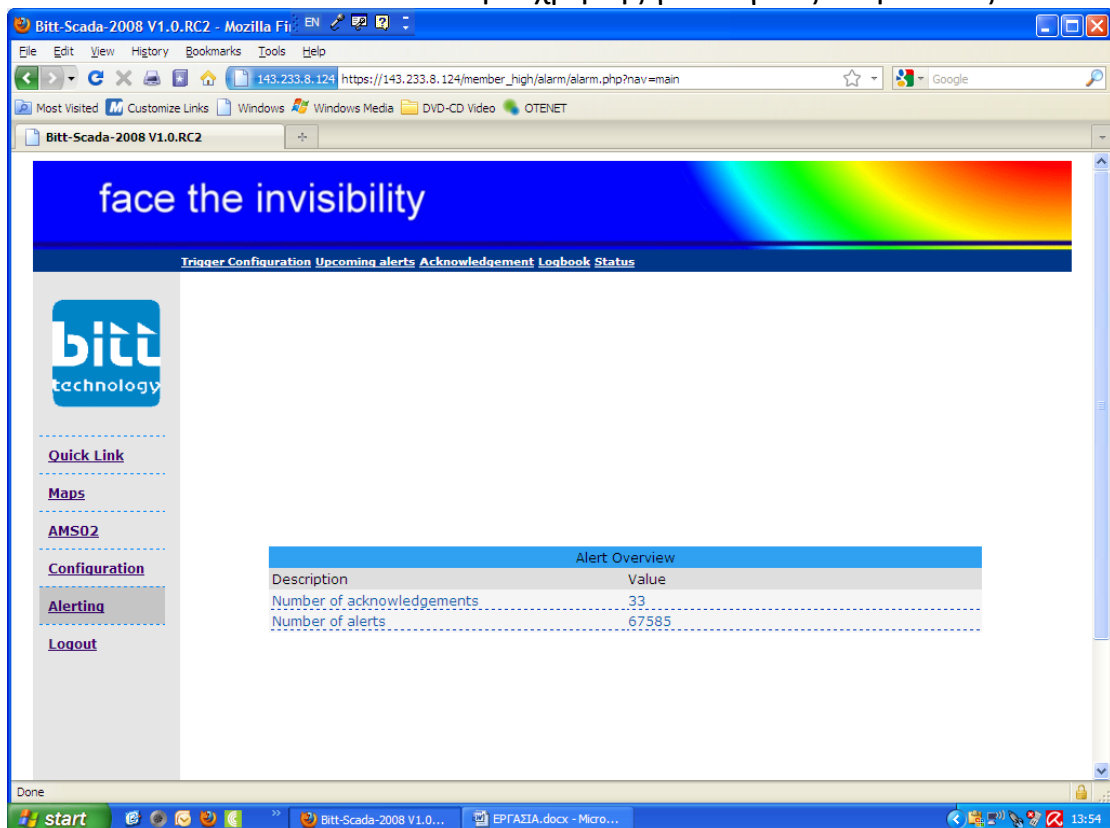 Bitt-Scada-2008 V1.0.RC2 - Mozilla Fir
EN
File Edit View History Bookmarks Tools Help
143.233.8.124 https://143.233.8.124/member_high/alarm/alarm.php?nav=main
Google
Most Visited Customize Links Windows Windows Media DVD-CD Video OTENET
Bitt-Scada-2008 V1.0.RC2
face the invisibility
Trigger Configuration Upcoming alerts Acknowledgement Logbook Status
bitt
technology
Quick Link
Maps
AMS02
Configuration
Alerting
Logout
Alert Overview
Description Value
Number of acknowledgements 33
Number of alerts 67585
Done
start
Bitt-Scada-2008 V1.0...
ΕΡΓΑΣΙΑ.docx - Micro...
13:54